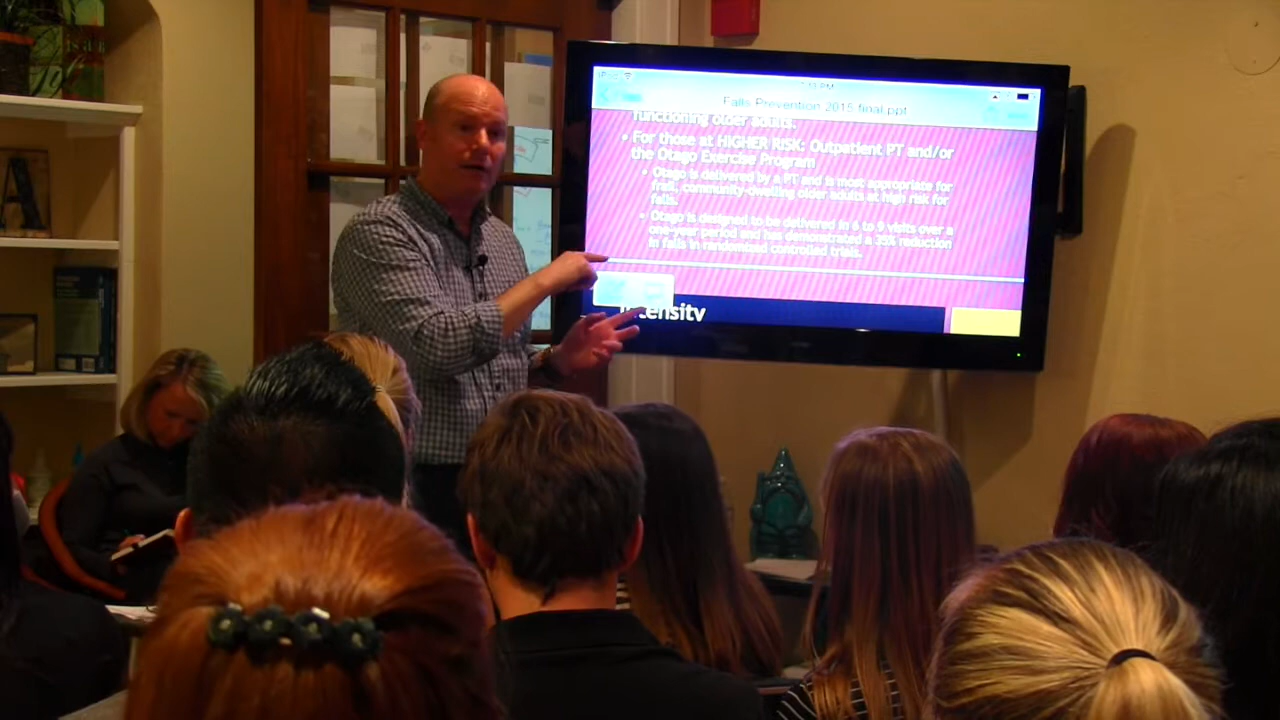 Falls Prevention 2015 final.ppt
functioning older adults.
• For those at HIGHER RISK: Outpatient PT and/or
the Otago Exercise Program
• Otago is delivered by a PT and is most appropriate for
frail, community-dwelling older adults at high risk for
falls.
• Otago is designed to be delivered in 6 to 9 visits over a
one-year period and has demonstrated a 35% reduction
in falls in randomized controlled trials.
Intensity
A